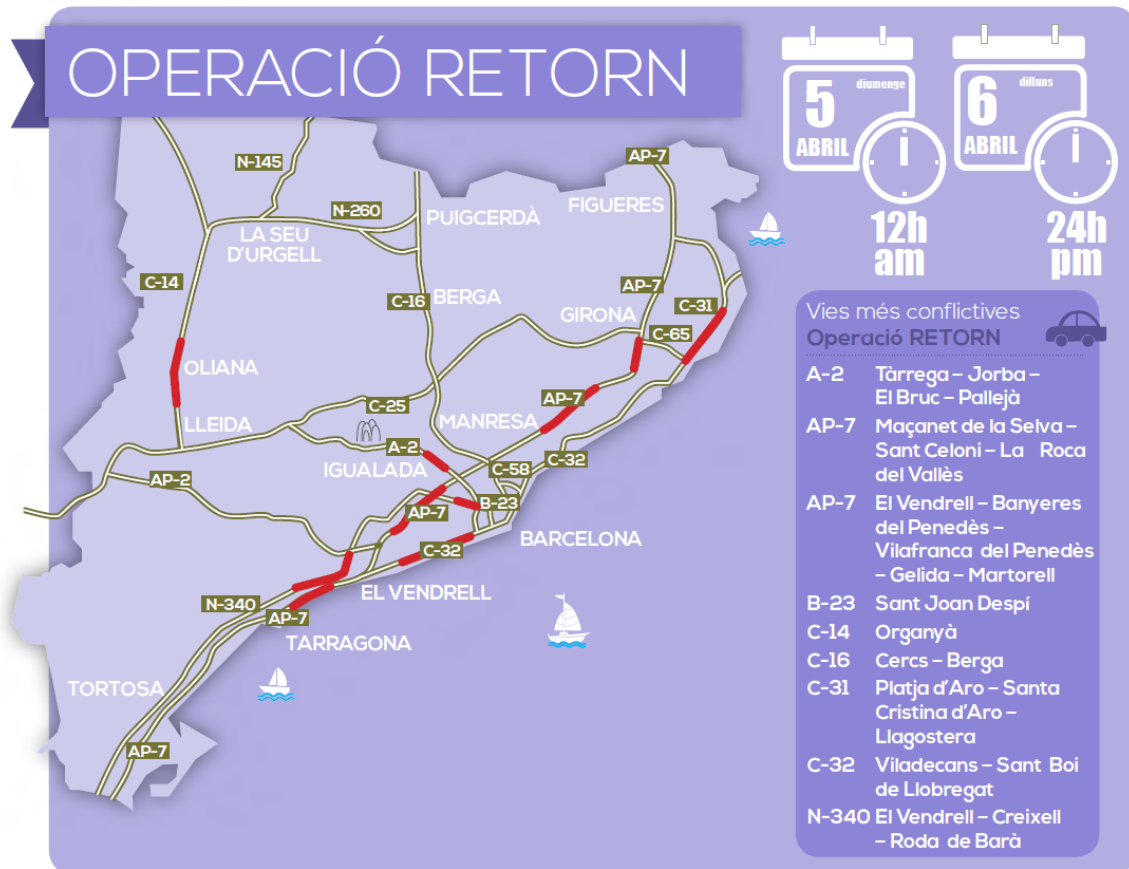 OPERACIÓ RETORN
5 diumenge
ABRIL
12h
am
6 dilluns
ABRIL
24h
pm
AP-7
N-145
FIGUERES
N-260
PUIGCERDÀ
LA SEU
D'URGELL
C-14
AP-7
C-16
BERGA
C-31
GIRONA
C-65
OLIANA
AP-7
C-25
MANRESA
LLEIDA
A-2
C-32
IGUALADA
C-58
AP-2
B-23
AP-7
BARCELONA
C-32
EL VENDRELL
N-340
AP-7
TARRAGONA
TORTOSA
AP-7
Vies més conflictives
Operació RETORN
A-2 Tàrrega – Jorba –
El Bruc – Pallejà
AP-7 Maçanet de la Selva –
Sant Celoni – La Roca
del Vallès
AP-7 El Vendrell – Banyeres
del Penedès –
Vilafranca del Penedès
– Gelida – Martorell
B-23 Sant Joan Despí
C-14 Organyà
C-16 Cercs – Berga
C-31 Platja d'Aro – Santa
Cristina d'Aro –
Llagostera
C-32 Viladecans – Sant Boi
de Llobregat
N-340 El Vendrell – Creixell
– Roda de Barà